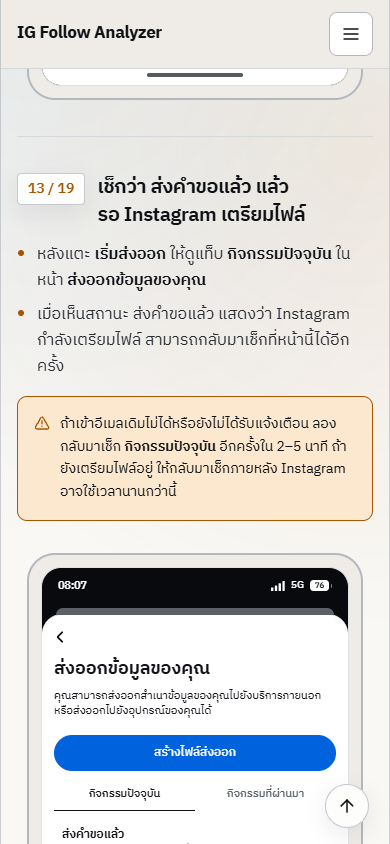 IG Follow Analyzer
13 / 19
เช็กว่า ส่งคำขอแล้ว แล้ว
รอ Instagram เตรียมไฟล์
หลังแตะ เริ่มส่งออก ให้ดูแท็บ กิจกรรมปัจจุบัน ใน
หน้า ส่งออกข้อมูลของคุณ
เมื่อเห็นสถานะ ส่งคำขอแล้ว แสดงว่า Instagram
กำลังเตรียมไฟล์ สามารถกลับมาเช็กที่หน้านี้ได้อีก
ครั้ง
ถ้าเข้าอีเมลเดิมไม่ได้หรือยังไม่ได้รับแจ้งเตือน ลอง
กลับมาเช็ก กิจกรรมปัจจุบัน อีกครั้งใน 2–5 นาที ถ้า
ยังเตรียมไฟล์อยู่ ให้กลับมาเช็กภายหลัง Instagram
อาจใช้เวลานานกว่านี้
08:07
5G 76
ส่งออกข้อมูลของคุณ
คุณสามารถส่งออกสำเนาข้อมูลของคุณไปยังบริการภายนอก
หรือส่งออกไปยังอุปกรณ์ของคุณได้
สร้างไฟล์ส่งออก
กิจกรรมปัจจุบัน
กิจกรรมที่ผ่านมา
ส่งคำขอแล้ว